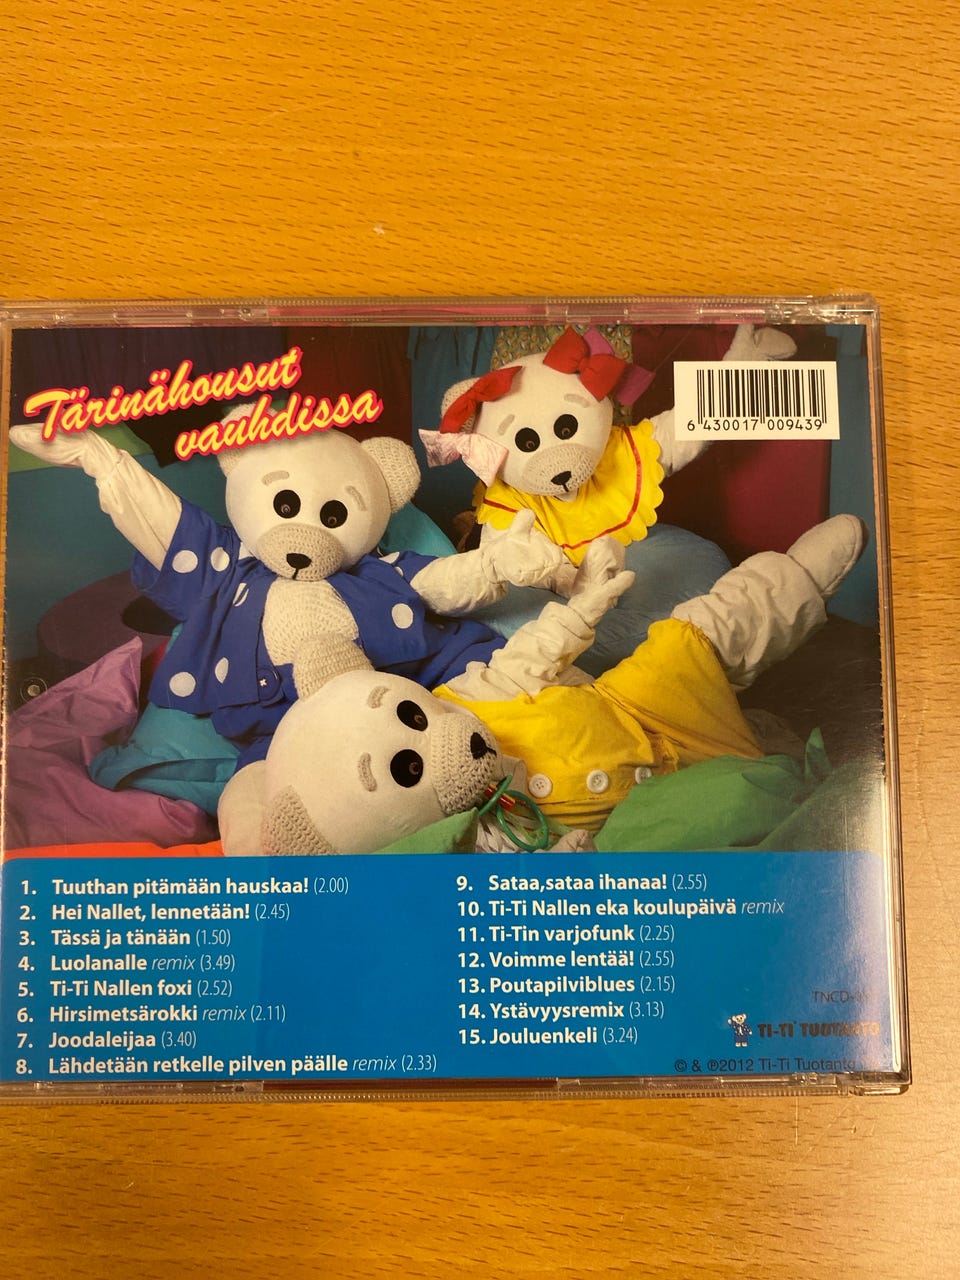 Tärinähousut
vauhdissa
6 430017 009439
1. Tuuthan pitämään hauskaa! (2.00)
2. Hei Nallet, lennetään! (2.45)
3. Tässä ja tänään (1.50)
4. Luolanalle remix (3.49)
5. Ti-Ti Nallen foxi (2.52)
6. Hirsimetsärokki remix (2.11)
7. Joodaleijaa (3.40)
8. Lähdetään retkelle pilven päälle remix (2.33)
9. Sataa,sataa ihanaa! (2.55)
10. Ti-Ti Nallen eka koulupäivä remix
11. Ti-Tin varjofunk (2.25)
12. Voimme lentää! (2.55)
13. Poutapilviblues (2.15)
14. Ystävyysremix (3.13)
15. Jouluenkeli (3.24)
TI-TI TUOTANTO
© & ℗2012 Ti-Ti Tuotanto